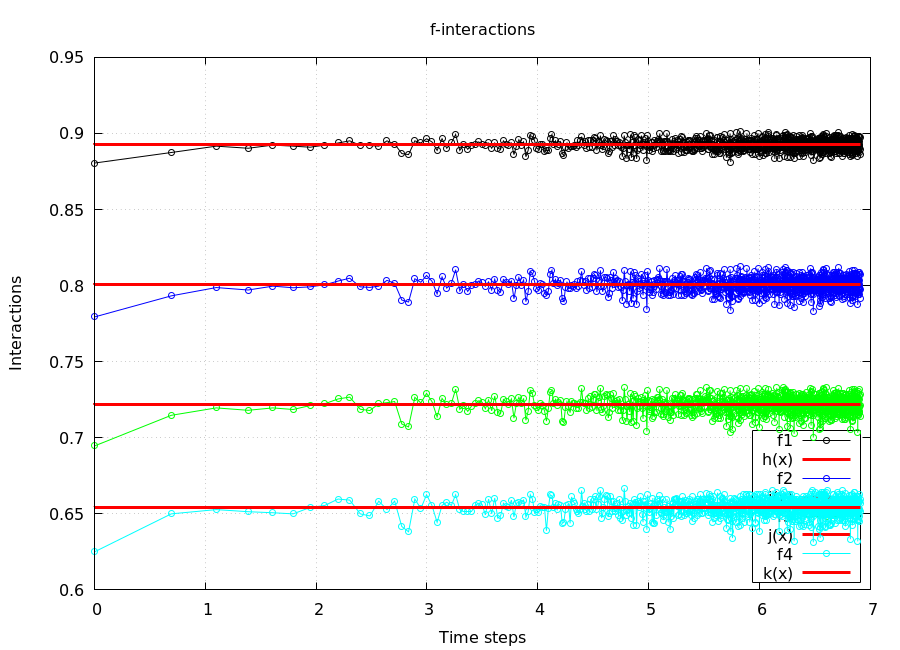 f-interactions
0.95
0.9
0.85
0.8
0.75
0.7
0.65
0.6
Interactions
f1
h(x)
f2
j(x)
f4
k(x)
0 1 2 3 4 5 6 7
Time steps